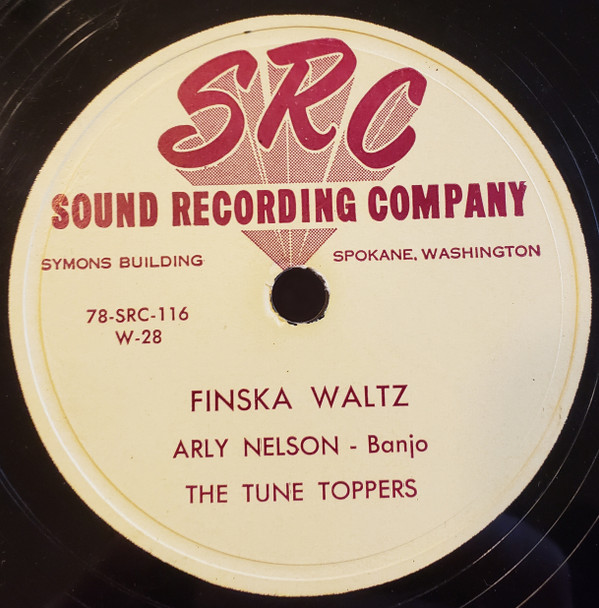 SRC
SOUND RECORDING COMPANY
SYMONS BUILDING
SPOKANE, WASHINGTON
78-SRC-116
W-28
FINSKA WALTZ
ARLY NELSON - Banjo
THE TUNE TOPPERS